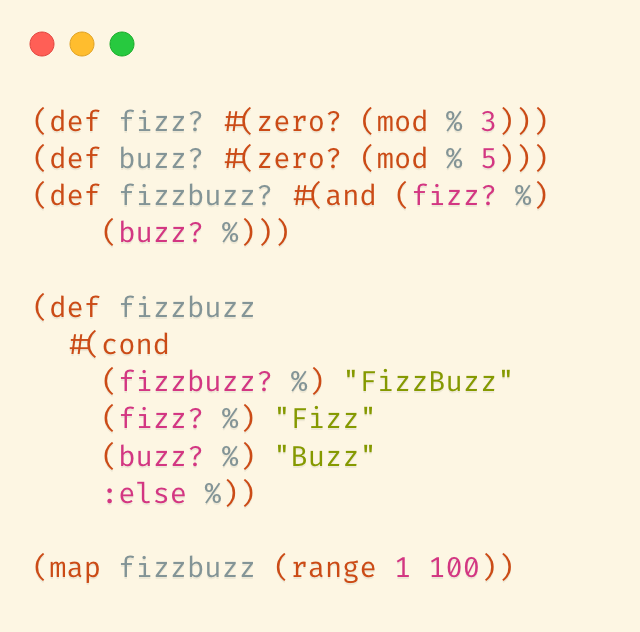 (def fizz? #(zero? (mod % 3)))
(def buzz? #(zero? (mod % 5)))
(def fizzbuzz? #(and (fizz? %)
    (buzz? %)))

(def fizzbuzz
  #(cond
    (fizzbuzz? %) "FizzBuzz"
    (fizz? %) "Fizz"
    (buzz? %) "Buzz"
    :else %))

(map fizzbuzz (range 1 100))